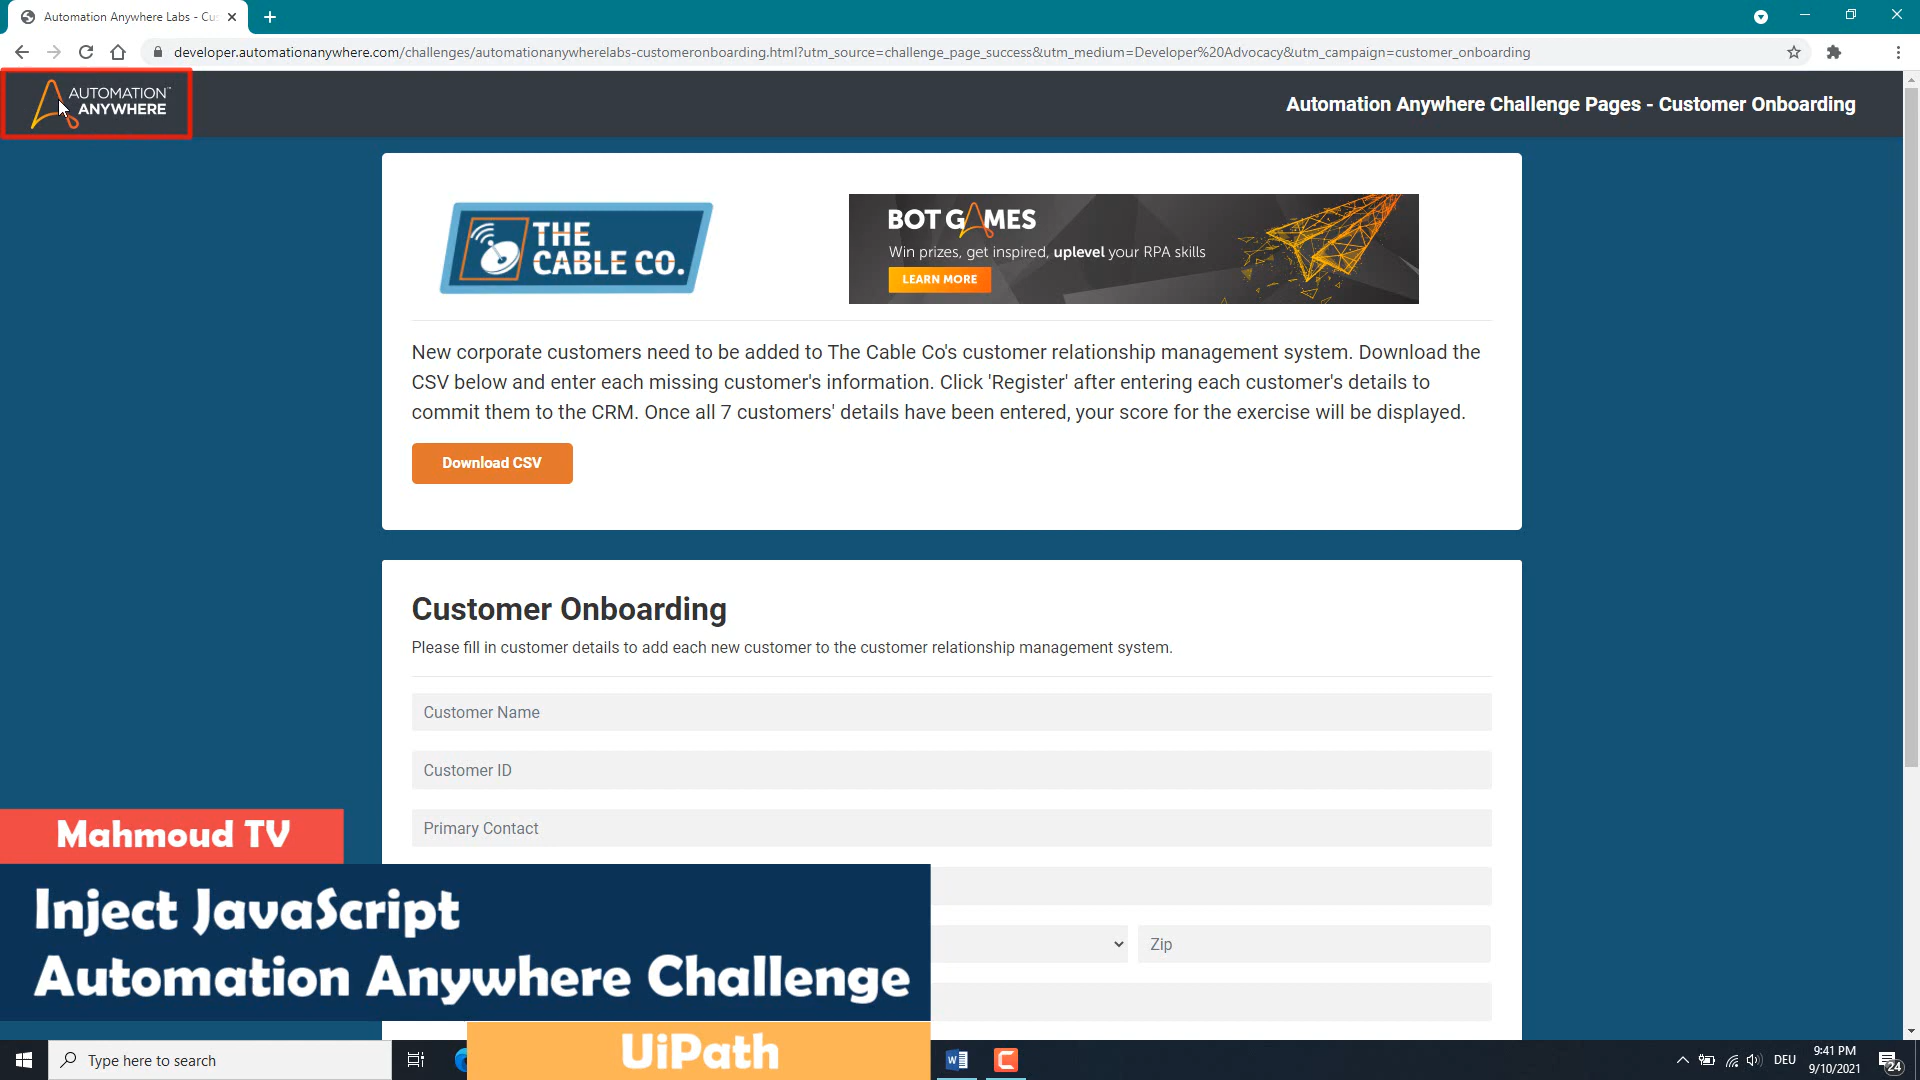 Automation Anywhere Labs - Cu
developer.automationanywhere.com/challenges/automationanywherelabs-customeronboarding.html?utm_source=challenge_page_success&utm_medium=Developer%20Advocacy&utm_campaign=customer_onboarding
AUTOMATION
ANYWHERE
Automation Anywhere Challenge Pages - Customer Onboarding
THE
CABLE CO.
BOT GAMES
Win prizes, get inspired, uplevel your RPA skills
LEARN MORE
New corporate customers need to be added to The Cable Co's customer relationship management system. Download the
CSV below and enter each missing customer's information. Click 'Register' after entering each customer's details to
commit them to the CRM. Once all 7 customers' details have been entered, your score for the exercise will be displayed.
Download CSV
Customer Onboarding
Please fill in customer details to add each new customer to the customer relationship management system.
Customer Name
Customer ID
Primary Contact
Zip
Mahmoud TV
Inject JavaScript
Automation Anywhere Challenge
UiPath
Type here to search
DEU
9:41 PM
9/10/2021
24